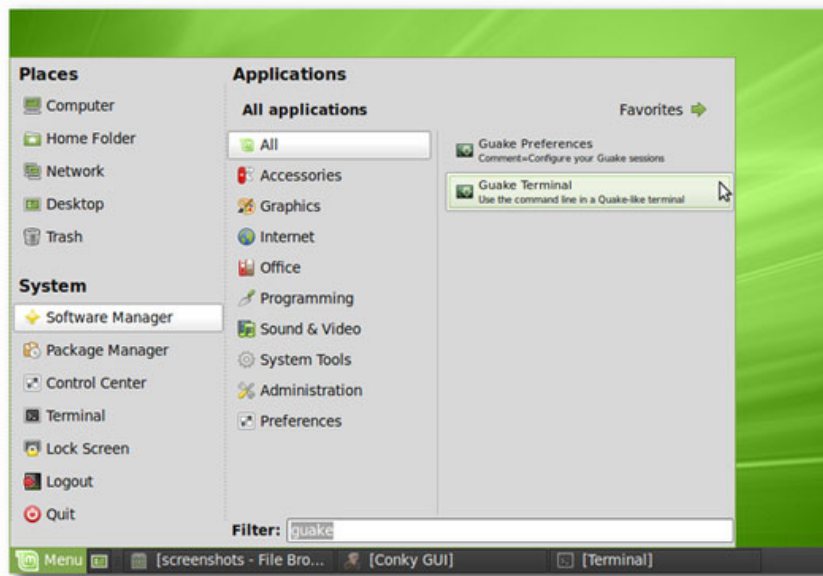 Places
Computer
Home Folder
Network
Desktop
Trash
System
Software Manager
Package Manager
Control Center
Terminal
Lock Screen
Logout
Quit
Applications
All applications
Favorites
All
Accessories
Graphics
Internet
Office
Programming
Sound & Video
System Tools
Administration
Preferences
Guake Preferences
Comment=Configure your Guake sessions
Guake Terminal
Use the command line in a Quake-like terminal
Filter: guake
Menu [screenshots - File Bro... [Conky GUI] [Terminal]